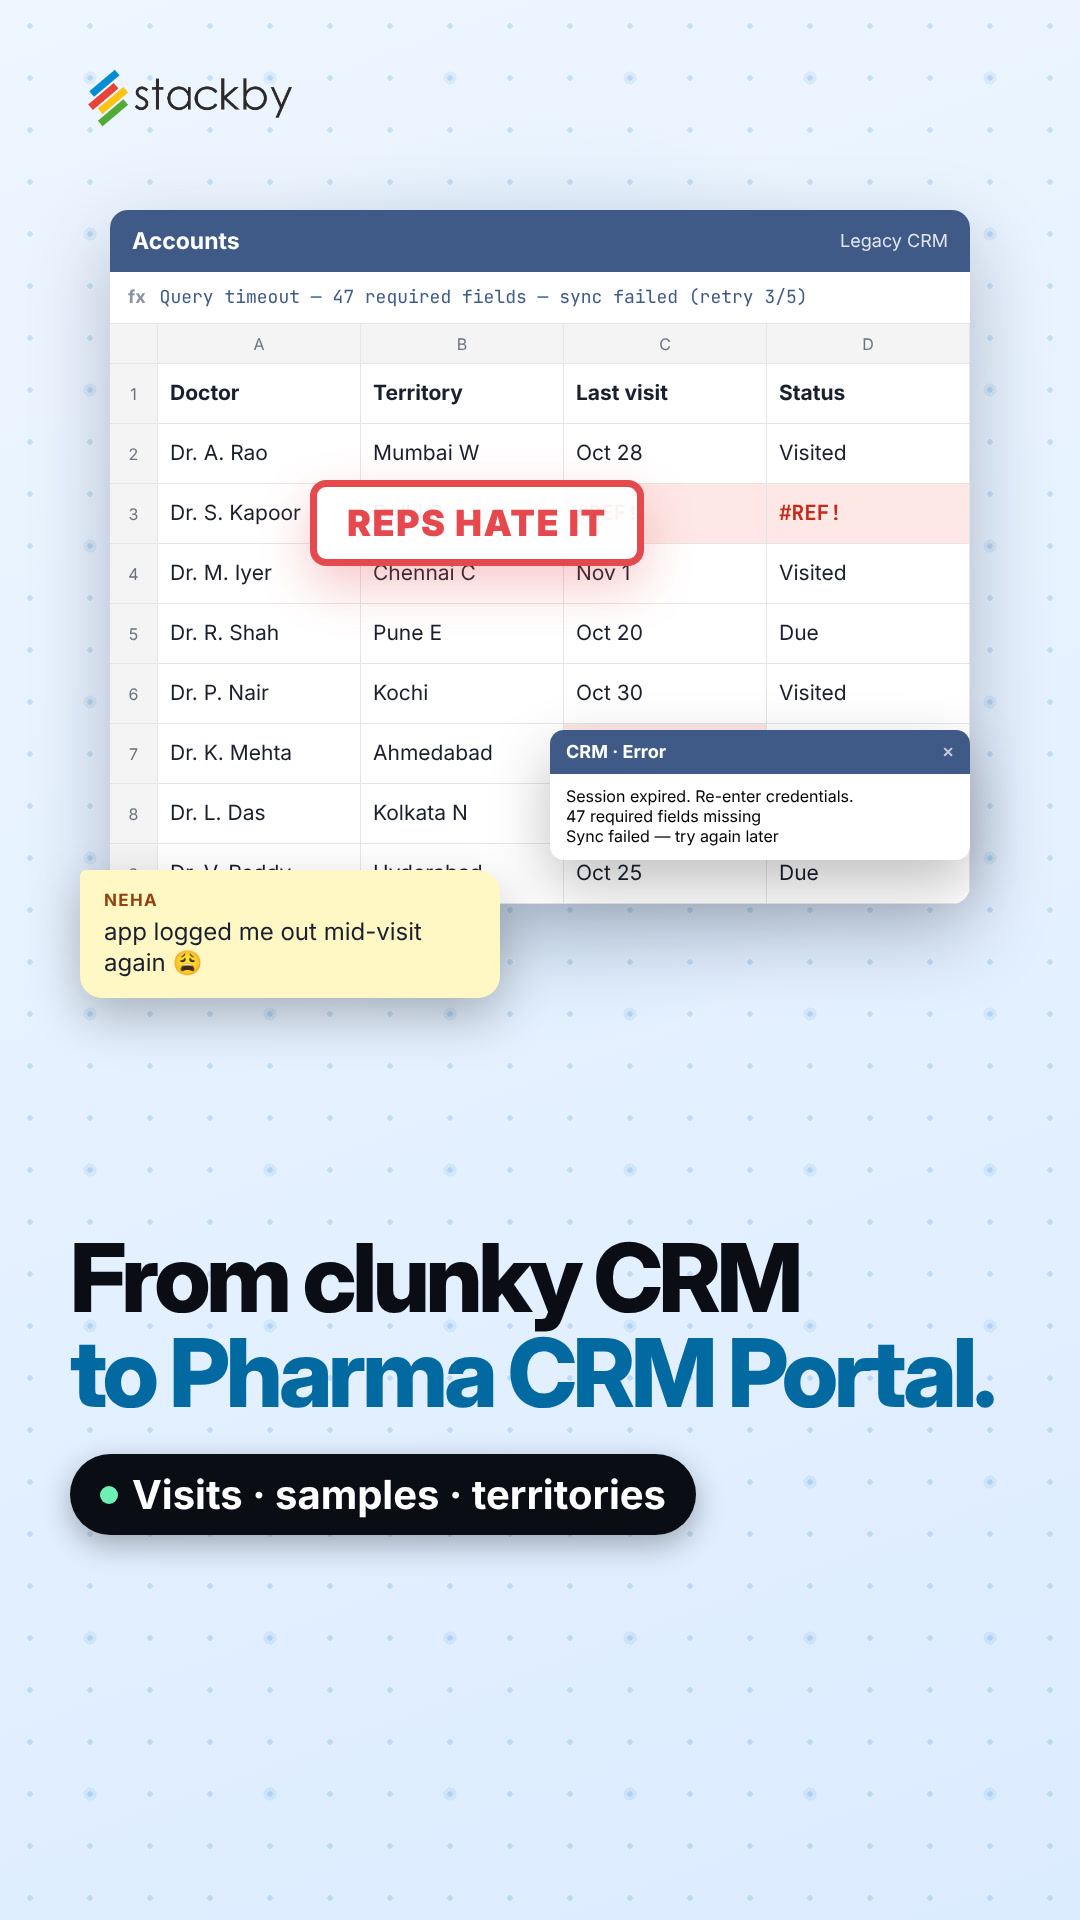 stackby
Accounts
Legacy CRM
fx Query timeout — 47 required fields — sync failed (retry 3/5)
A B C D
1 Doctor Territory Last visit Status
2 Dr. A. Rao Mumbai W Oct 28 Visited
3 Dr. S. Kapoor #REF!
REPS HATE IT
4 Dr. M. Iyer Chennai C Nov 1 Visited
5 Dr. R. Shah Pune E Oct 20 Due
6 Dr. P. Nair Kochi Oct 30 Visited
7 Dr. K. Mehta Ahmedabad
CRM · Error ×
Session expired. Re-enter credentials.
47 required fields missing
Sync failed — try again later
8 Dr. L. Das Kolkata N
Oct 25 Due
NEHA
app logged me out mid-visit
again 😩
From clunky CRM
to Pharma CRM Portal.
Visits · samples · territories